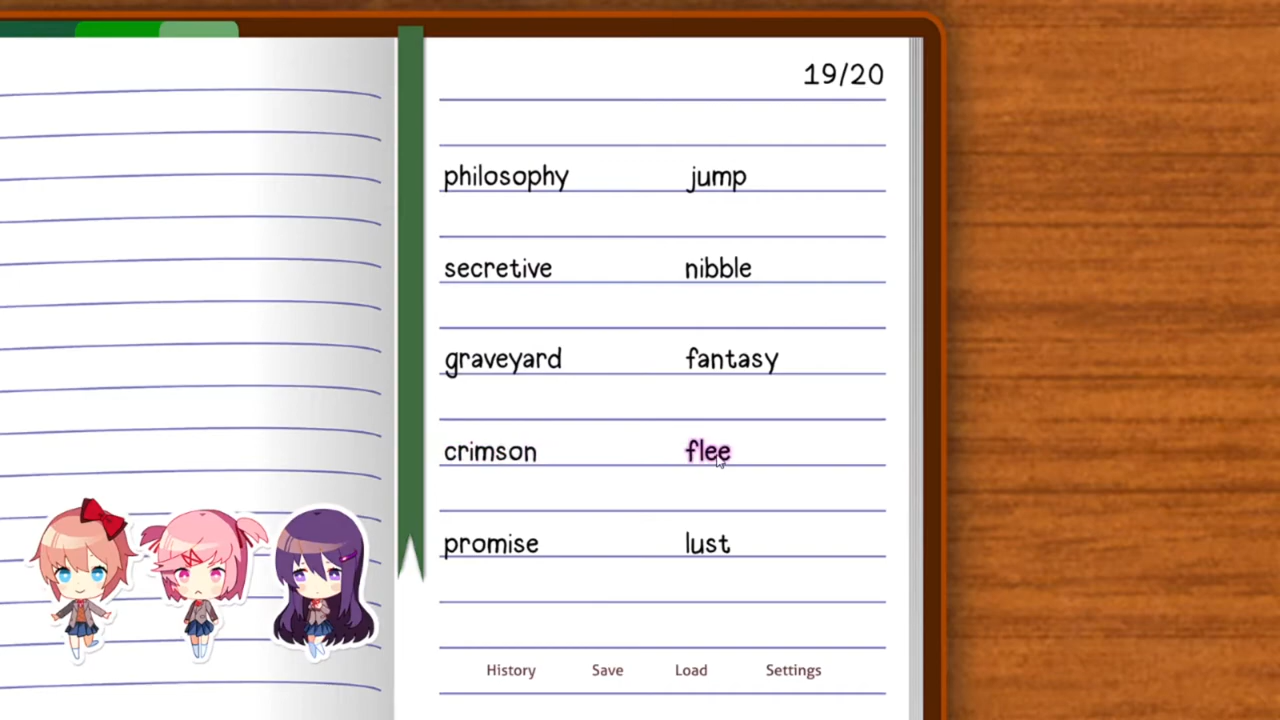 19/20
philosophy jump
secretive nibble
graveyard fantasy
crimson flee
promise lust
History Save Load Settings